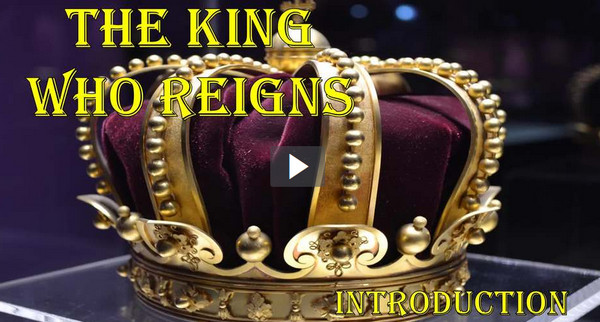 THE KING
WHO REIGNS
INTRODUCTION